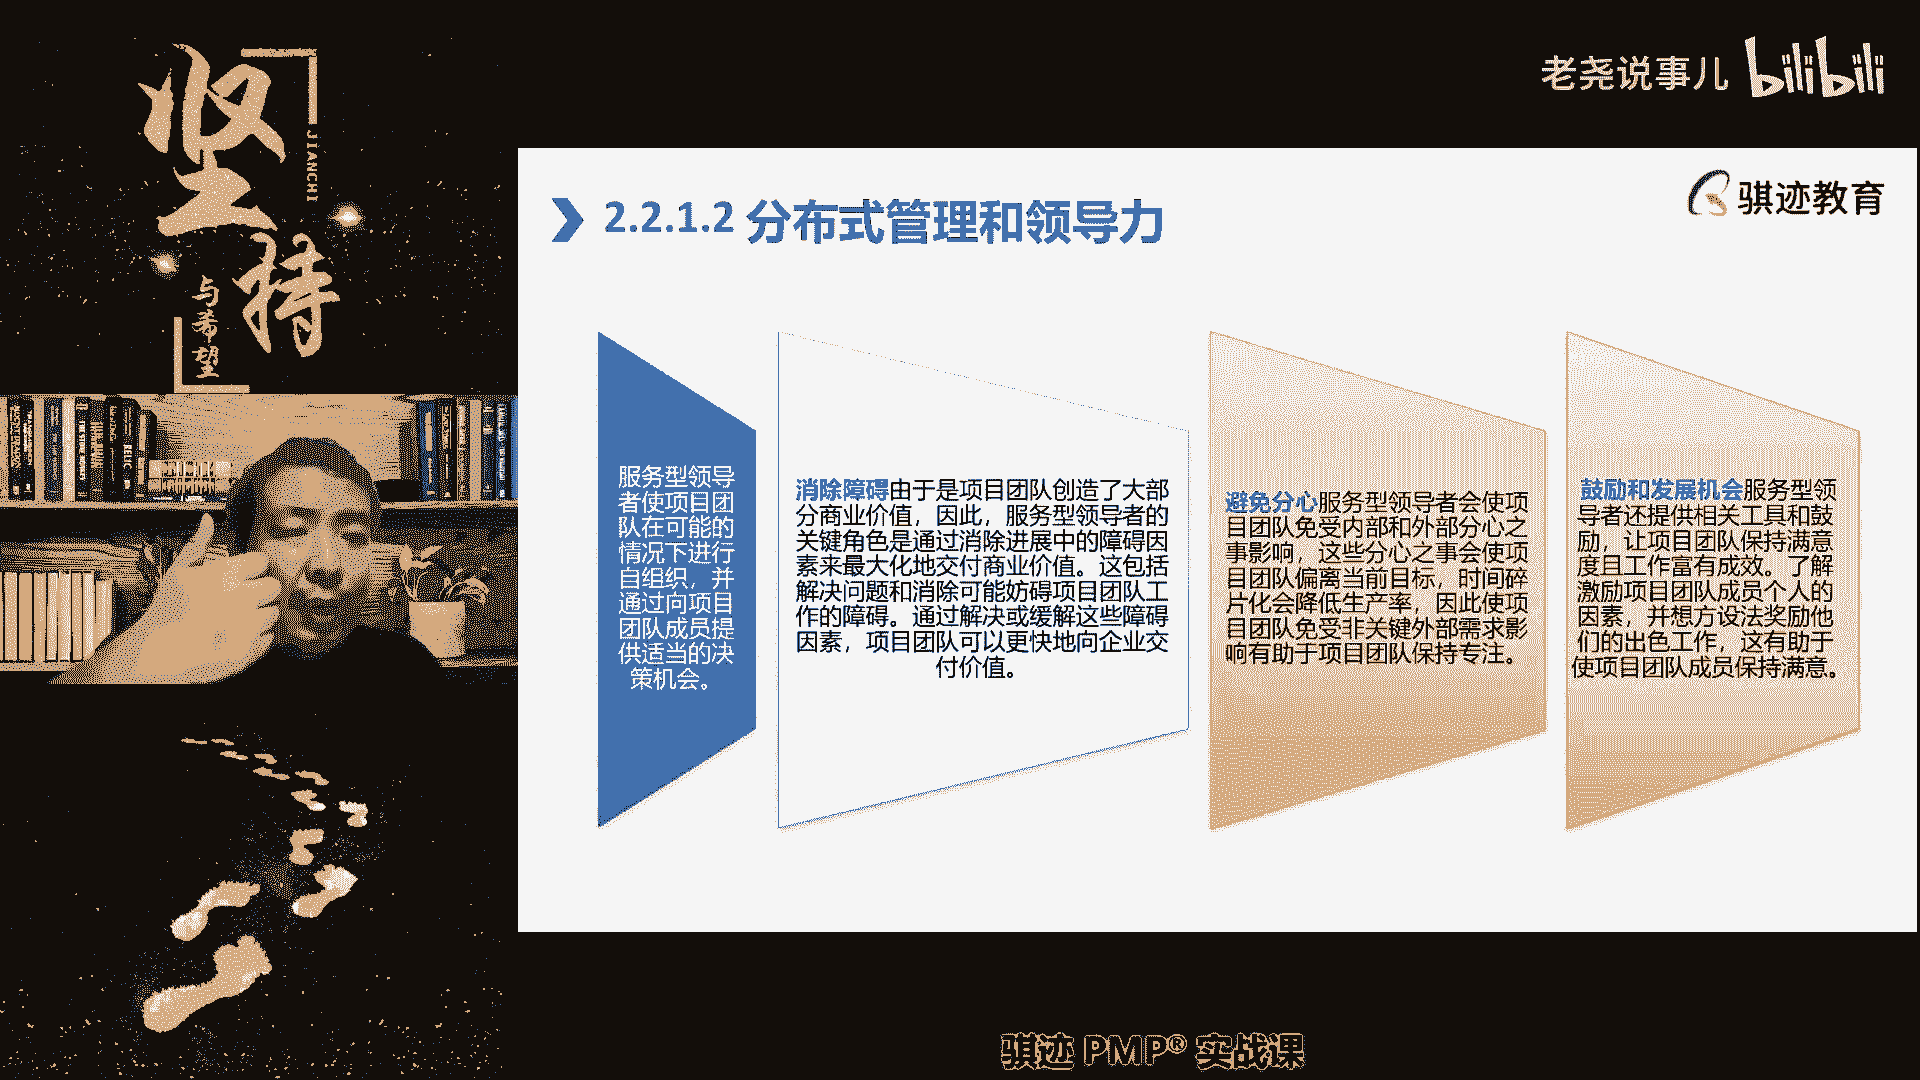 坚持
JIANCHI
与希望
老尧说事儿 bilibili
骐迹教育
2.2.1.2 分布式管理和领导力
服务型领导
者使项目团
队在可能的
情况下进行
自组织，并
通过向项目
团队成员提
供适当的决
策机会。
消除障碍由于是项目团队创造了大部
分商业价值，因此，服务型领导者的
关键角色是通过消除进展中的障碍因
素来最大化地交付商业价值。这包括
解决问题和消除可能妨碍项目团队工
作的障碍。通过解决或缓解这些障碍
因素，项目团队可以更快地向企业交
付价值。
避免分心服务型领导者会使项
目团队免受内部和外部分心之
事影响，这些分心之事会使项
目团队偏离当前目标，时间碎
片化会降低生产率，因此使项
目团队免受非关键外部需求影
响有助于项目团队保持专注。
鼓励和发展机会服务型领
导者还提供相关工具和鼓
励，让项目团队保持满意
度且工作富有成效。了解
激励项目团队成员个人的
因素，并想方设法奖励他
们的出色工作，这有助于
使项目团队成员保持满意。
骐迹 PMP® 实战课